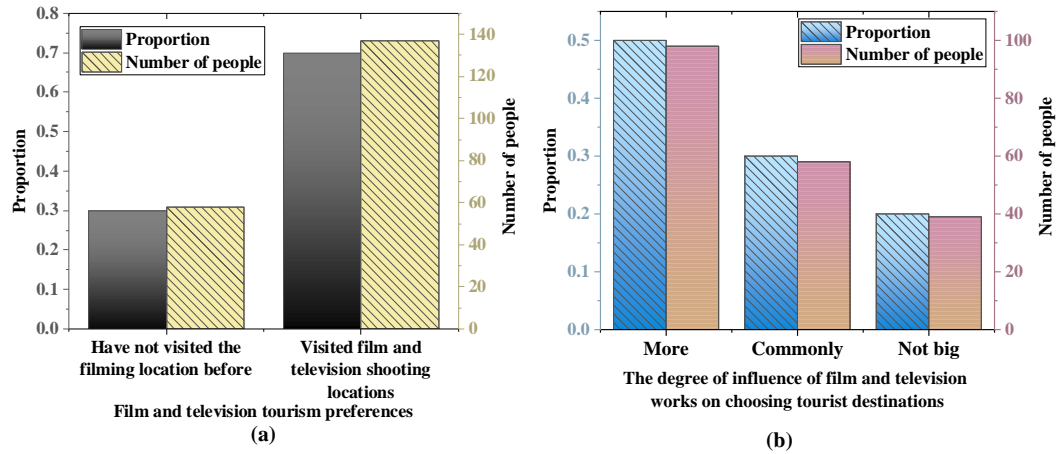 0.8
0.7
0.6
0.5
0.4
0.3
0.2
0.1
0.0
Proportion
Proportion
Number of people
140
120
100
80
60
40
20
0
Number of people
Have not visited the
filming location before
Visited film and
television shooting
locations
Film and television tourism preferences
(a)
0.5
0.4
0.3
0.2
0.1
0.0
Proportion
Proportion
Number of people
100
80
60
40
20
0
Number of people
More
Commonly
Not big
The degree of influence of film and television
works on choosing tourist destinations
(b)